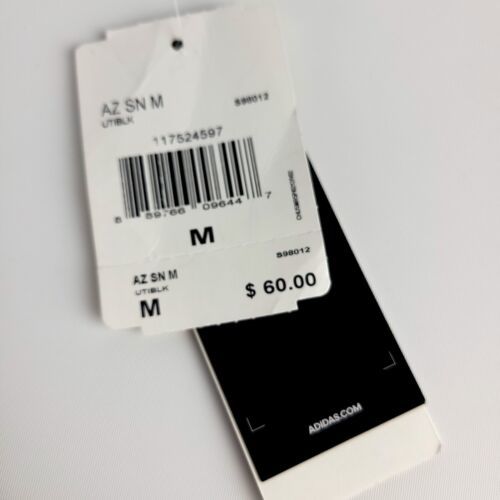 AZ SN M
S98012
UTIBLK
117524597
8 89766 09644 7
M
S98012
AZ SN M
UTIBLK
M
$ 60.00
ADIDAS.COM